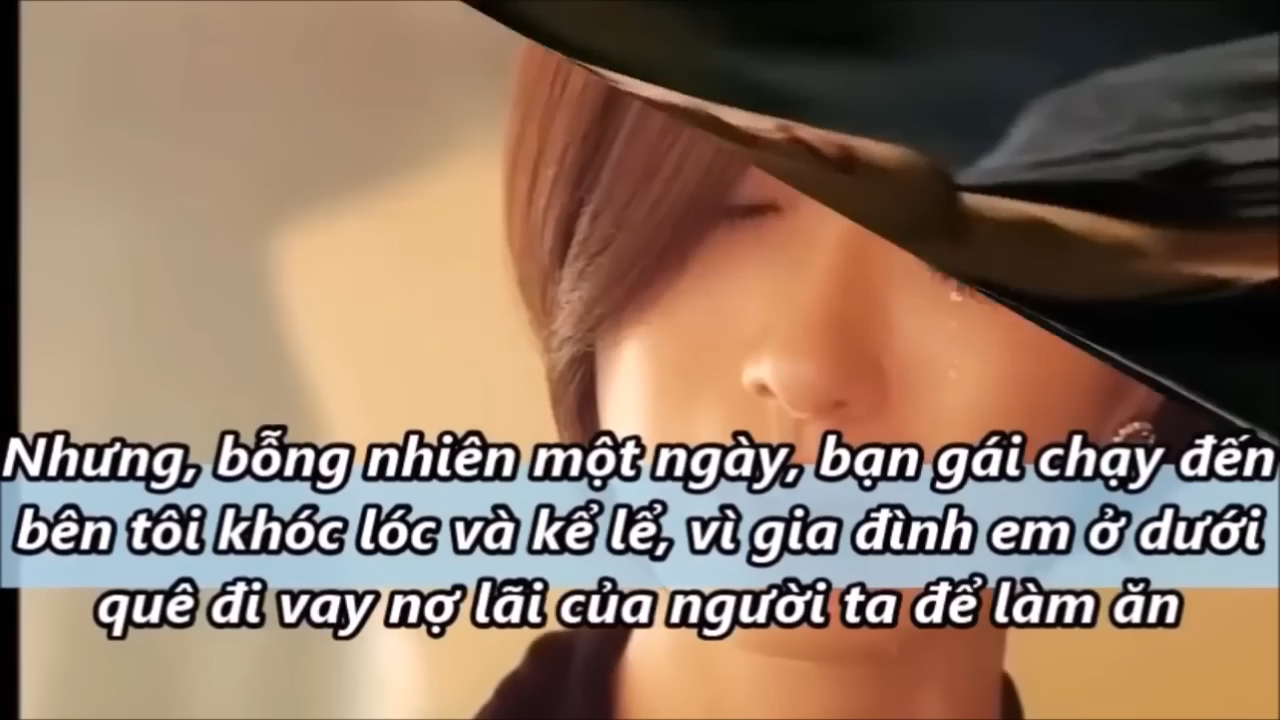 Nhưng, bỗng nhiên một ngày, bạn gái chạy đến
bên tôi khóc lóc và kể lể, vì gia đình em ở dưới
quê đi vay nợ lãi của người ta để làm ăn